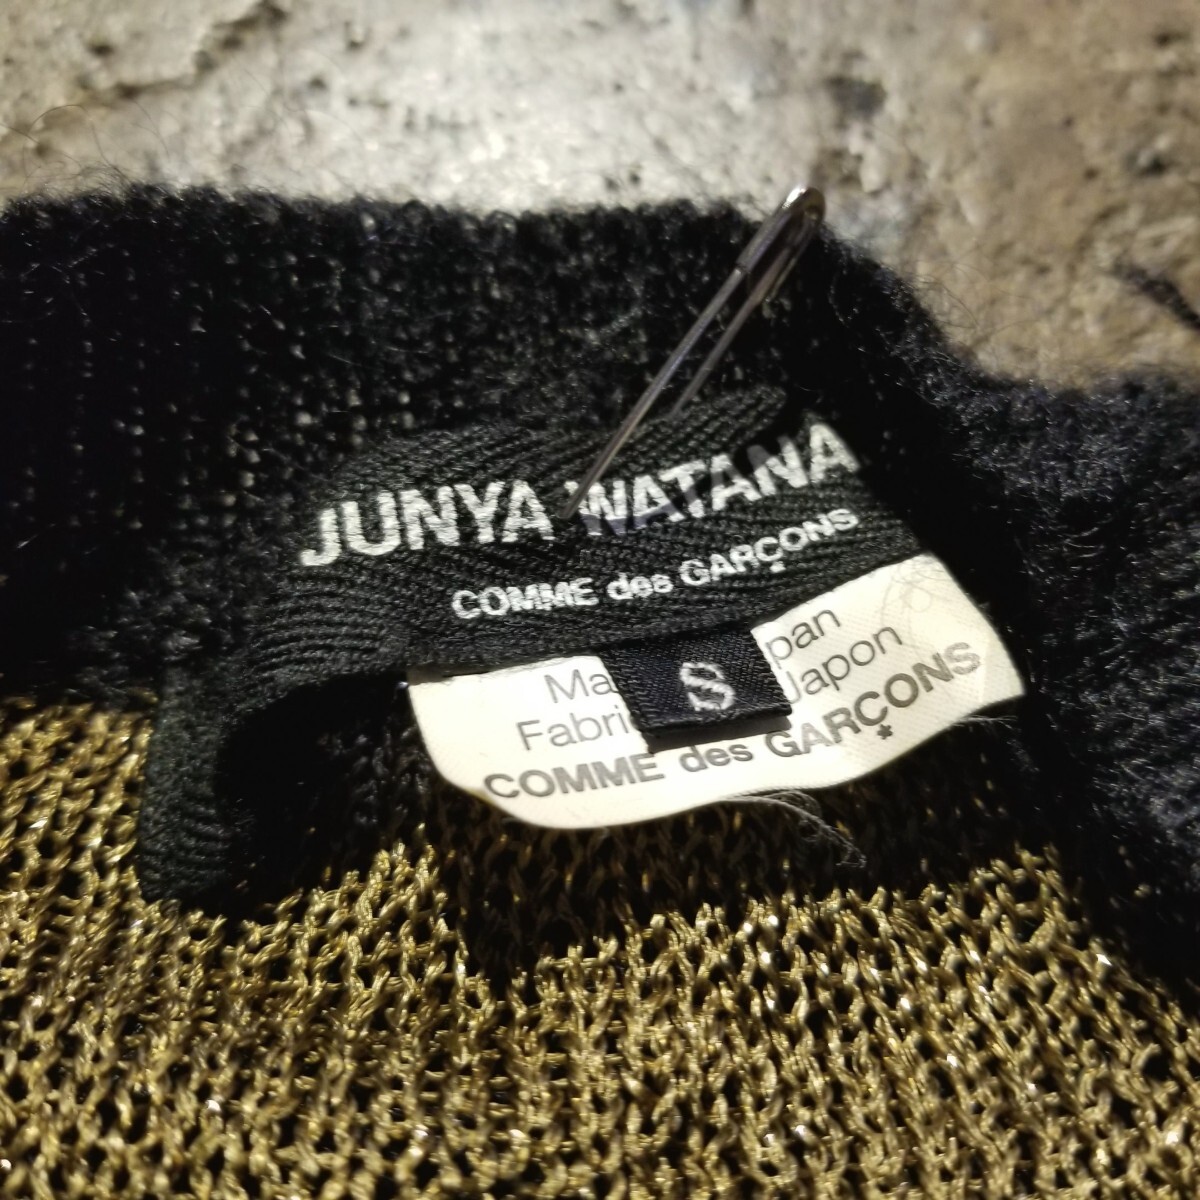 JUNYA WATANA
COMME des GARÇONS
S
Ma pan
Fabri Japon
COMME des GARÇONS
*